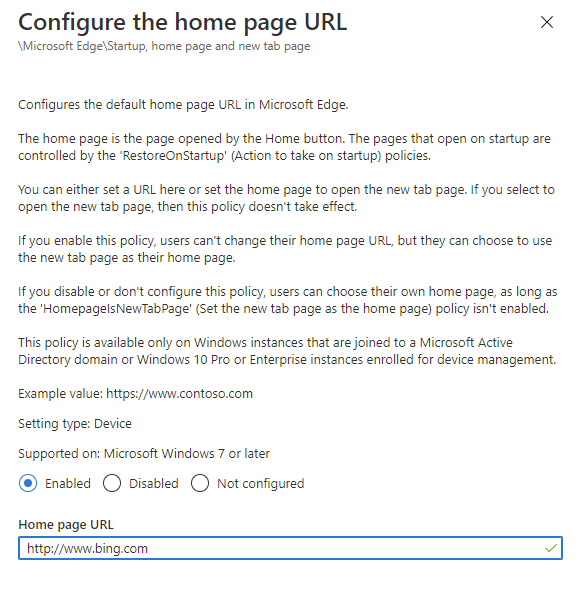 Configure the home page URL
\Microsoft Edge\Startup, home page and new tab page
Configures the default home page URL in Microsoft Edge.
The home page is the page opened by the Home button. The pages that open on startup are
controlled by the 'RestoreOnStartup' (Action to take on startup) policies.
You can either set a URL here or set the home page to open the new tab page. If you select to
open the new tab page, then this policy doesn't take effect.
If you enable this policy, users can't change their home page URL, but they can choose to use
the new tab page as their home page.
If you disable or don't configure this policy, users can choose their own home page, as long as
the 'HomepageIsNewTabPage' (Set the new tab page as the home page) policy isn't enabled.
This policy is available only on Windows instances that are joined to a Microsoft Active
Directory domain or Windows 10 Pro or Enterprise instances enrolled for device management.
Example value: https://www.contoso.com
Setting type: Device
Supported on: Microsoft Windows 7 or later
Enabled Disabled Not configured
Home page URL
http://www.bing.com